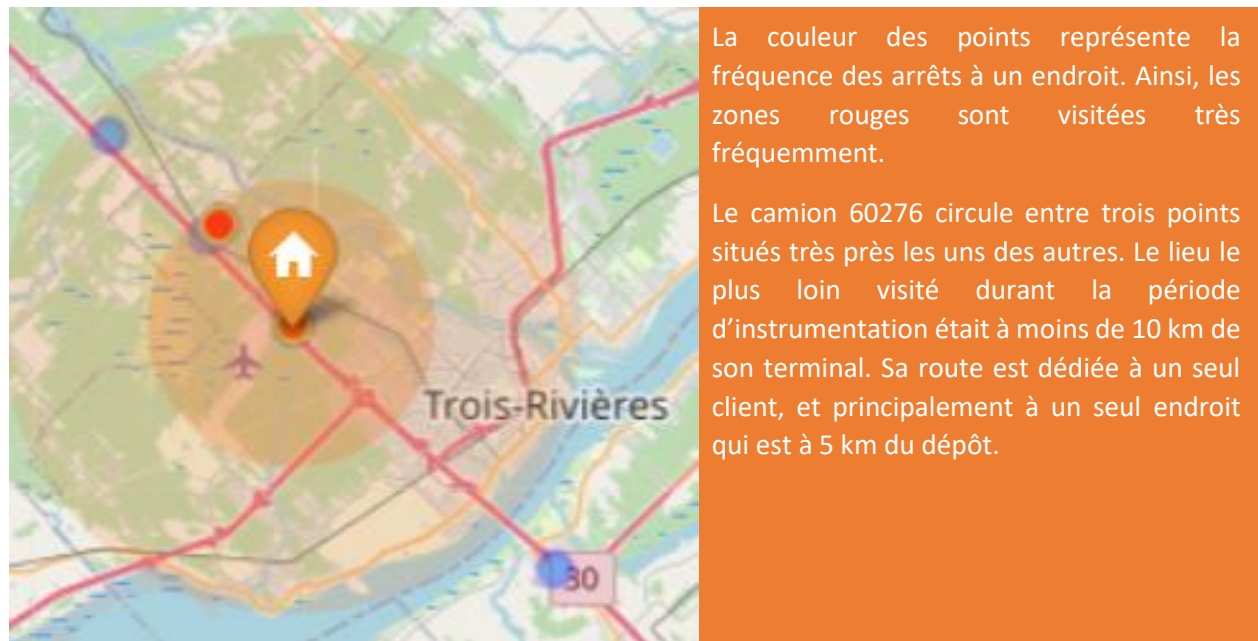 La couleur des points représente la
fréquence des arrêts à un endroit. Ainsi, les
zones rouges sont visitées très
fréquemment.
Le camion 60276 circule entre trois points
situés très près les uns des autres. Le lieu le
plus loin visité durant la période
d’instrumentation était à moins de 10 km de
son terminal. Sa route est dédiée à un seul
client, et principalement à un seul endroit
qui est à 5 km du dépôt.
Trois-Rivières
30